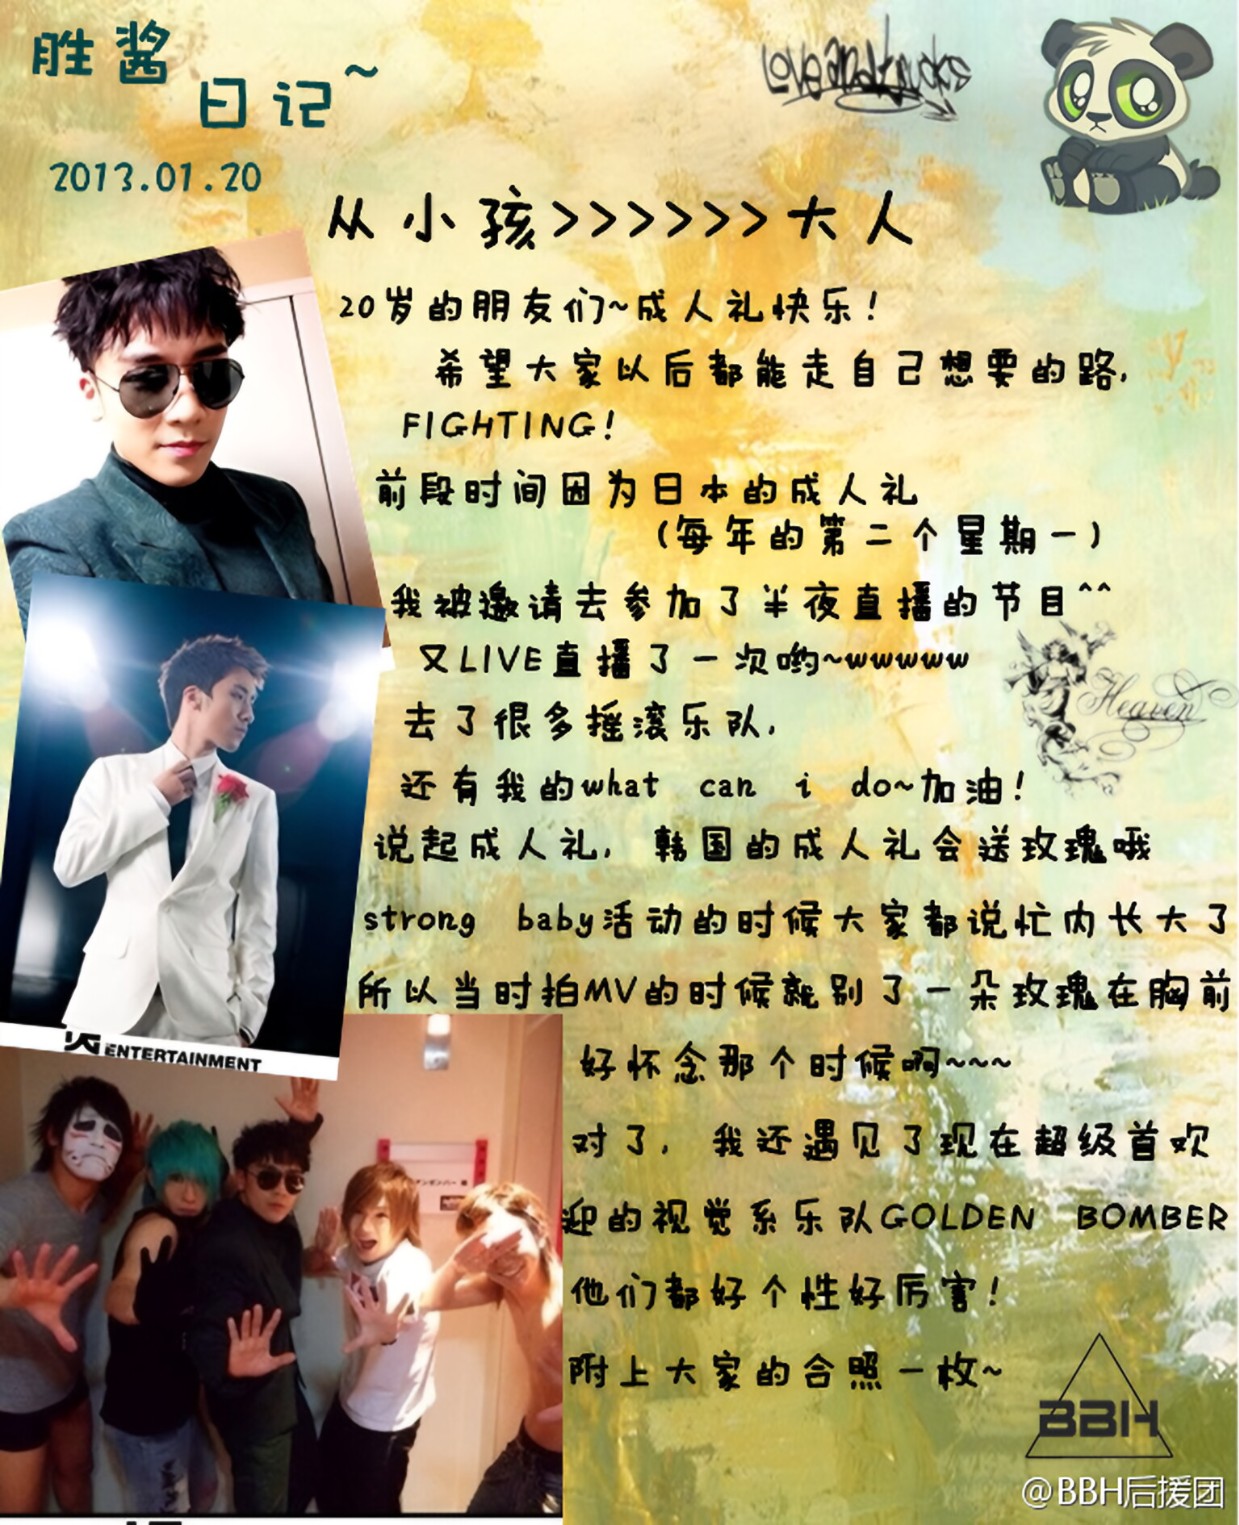 胜酱
日记~
2013.01.20
从小孩>>>>>>大人
20岁的朋友们~成人礼快乐!
希望大家以后都能走自己想要的路,
FIGHTING!
前段时间因为日本的成人礼
(每年的第二个星期一)
我被邀请去参加了半夜直播的节目^^
又LIVE直播了一次哟~wwwww
去了很多摇滚乐队,
还有我的what can i do~加油!
说起成人礼, 韩国的成人礼会送玫瑰哦
strong baby活动的时候大家都说忙内长大了
所以当时拍MV的时候就别了一朵玫瑰在胸前
好怀念那个时候啊~~~
对了, 我还遇见了现在超级首欢
迎的视觉系乐队GOLDEN BOMBER
他们都好个性好厉害!
附上大家的合照一枚~
Heaven
ENTERTAINMENT
BBH
@BBH后援团